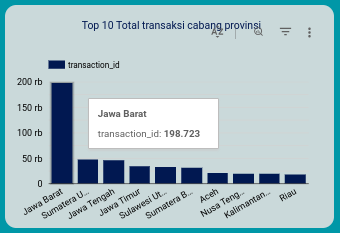 Top 10 Total transaksi cabang provinsi
AZ
transaction_id
200 rb
150 rb
100 rb
50 rb
0
Jawa Barat
transaction_id: 198.723
Jawa Barat
Sumatera U...
Jawa Tengah
Jawa Timur
Sulawesi Ut...
Sumatera B...
Aceh
Nusa Teng...
Kalimantan...
Riau